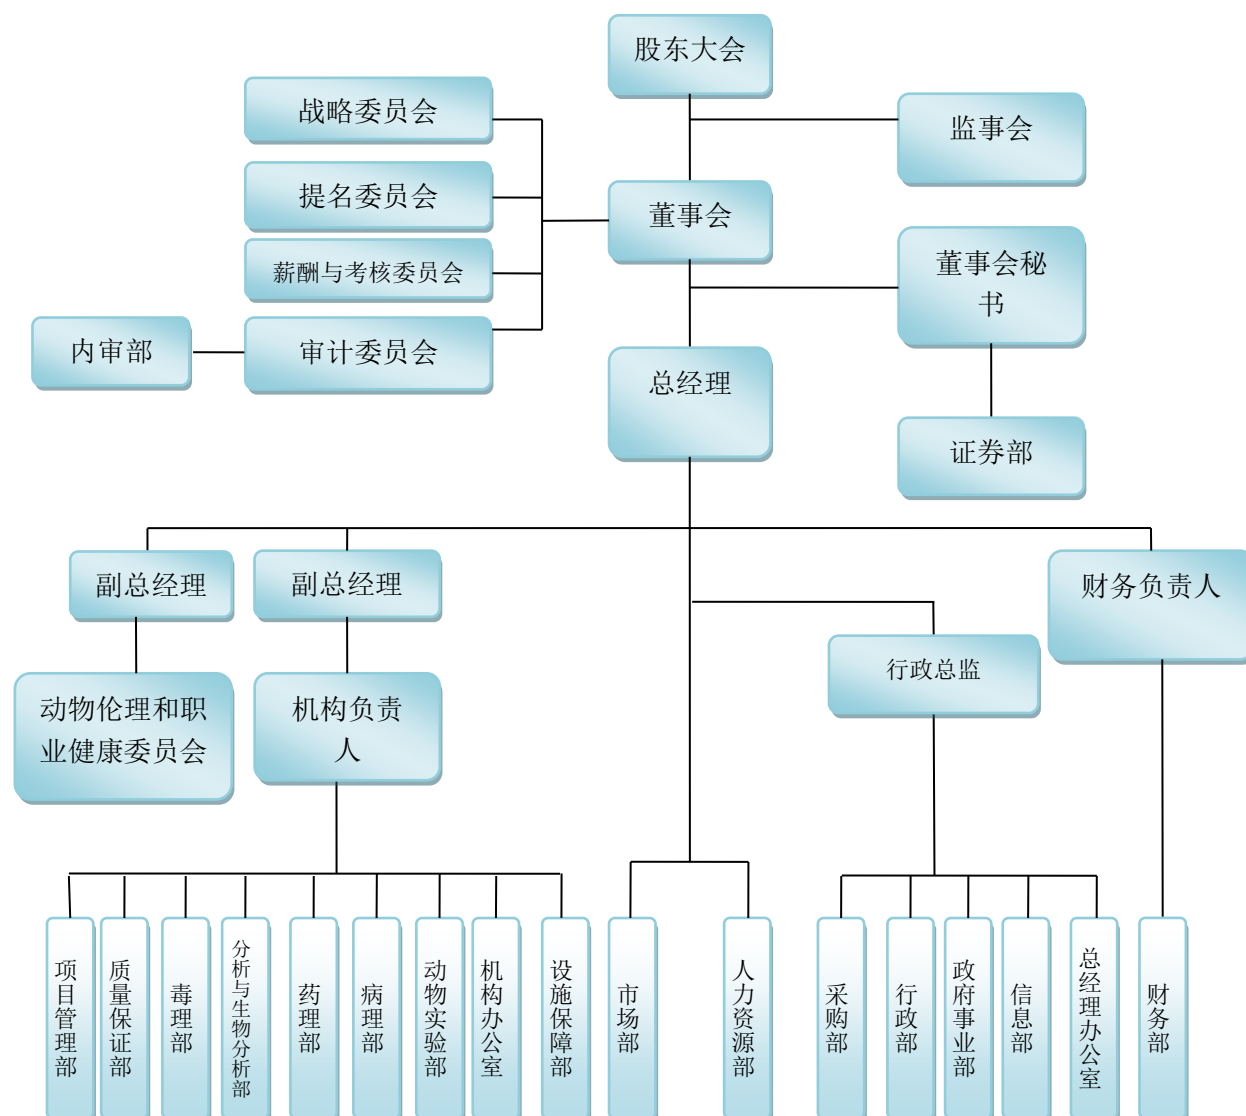 股东大会
战略委员会
监事会
提名委员会
董事会
薪酬与考核委员会
董事会秘
书
内审部
审计委员会
总经理
证券部
副总经理
副总经理
财务负责人
行政总监
动物伦理和职
业健康委员会
机构负责
人
项目管理部
质量保证部
毒理部
分析与生物分析部
药理部
病理部
动物实验部
机构办公室
设施保障部
市场部
人力资源部
采购部
行政部
政府事业部
信息部
总经理办公室
财务部